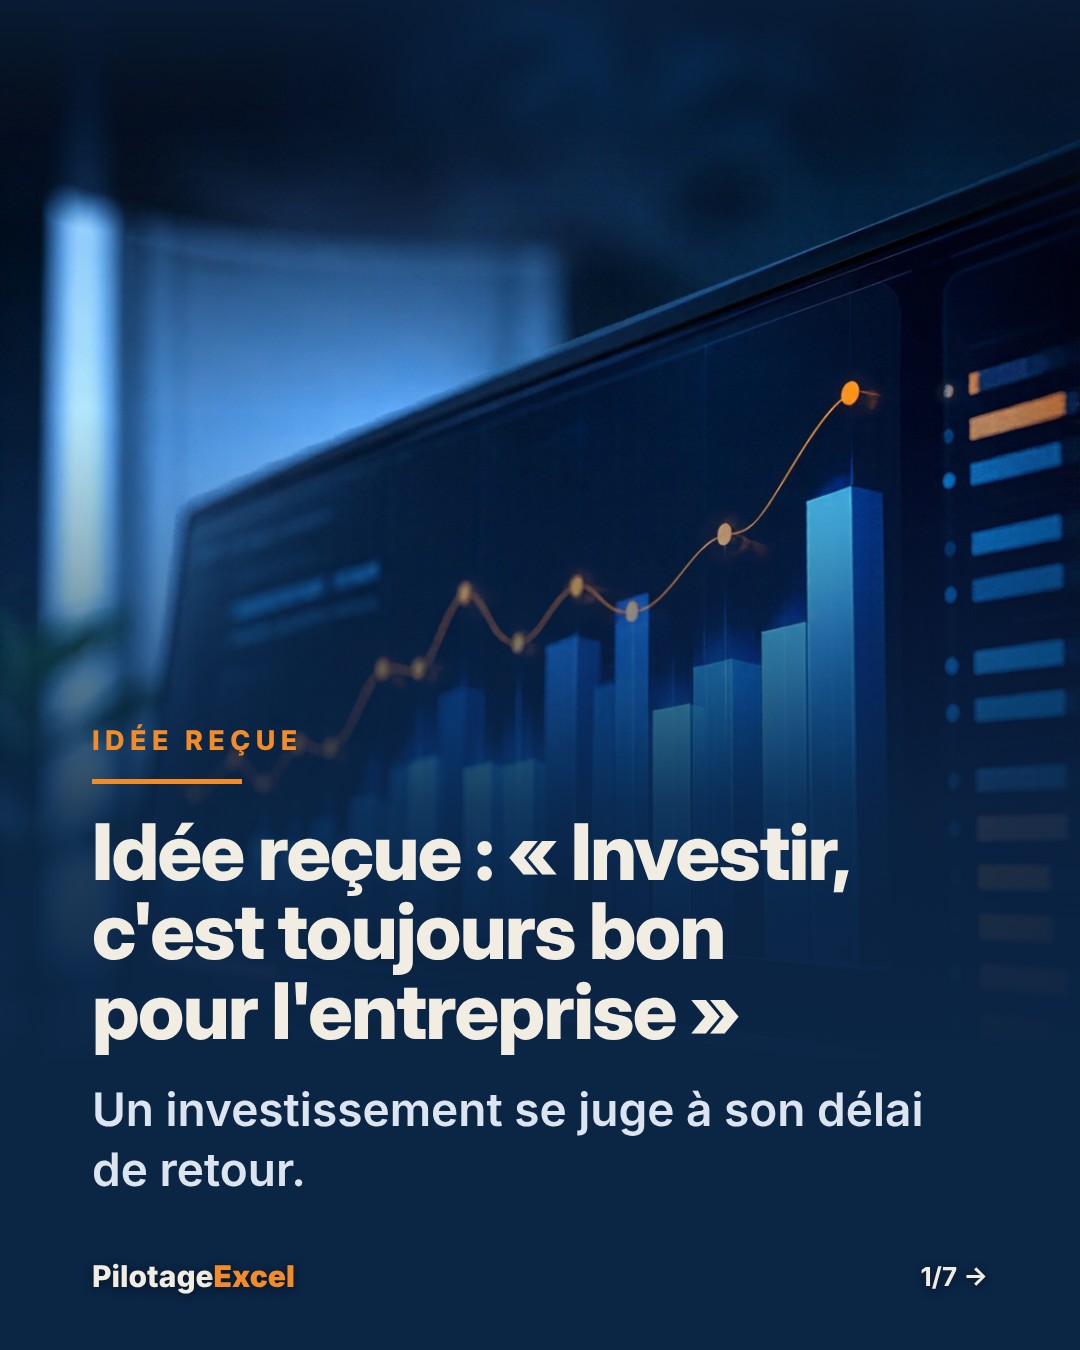 IDÉE REÇUE
Idée reçue : « Investir,
c'est toujours bon
pour l'entreprise »
Un investissement se juge à son délai
de retour.
PilotageExcel
1/7 →